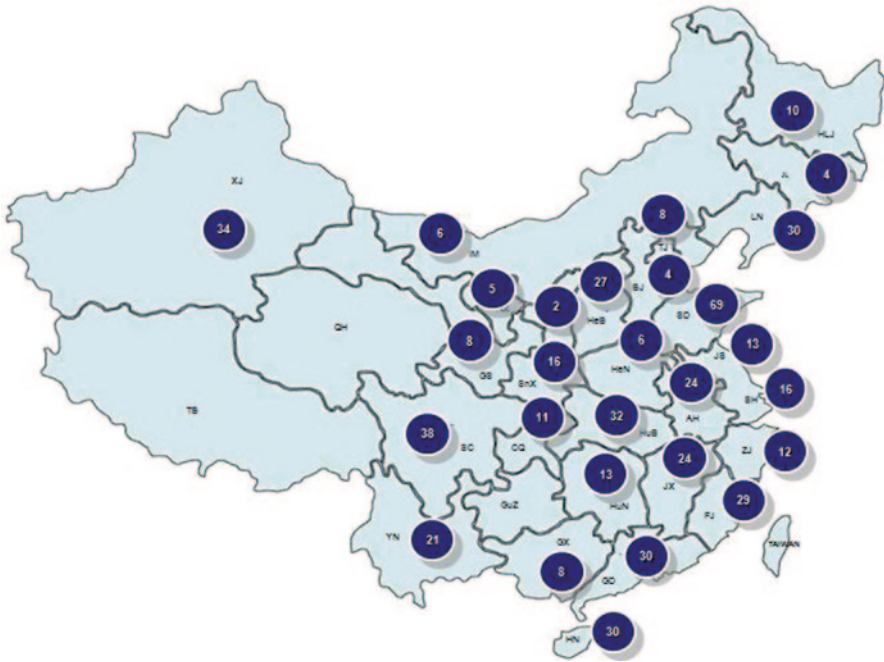 10
HLJ
4
XJ
8
LN
34
6
30
IM
TJ
5
27
BJ
4
2
69
HeB
SD
QH
8
16
6
13
JS
GS
SnX
HeN
24
16
SH
TB
11
32
AH
38
SC
CQ
HuB
ZJ
12
24
13
JX
GuZ
HuN
29
FJ
YN
21
GX
30
TAIWAN
8
GD
HN
30